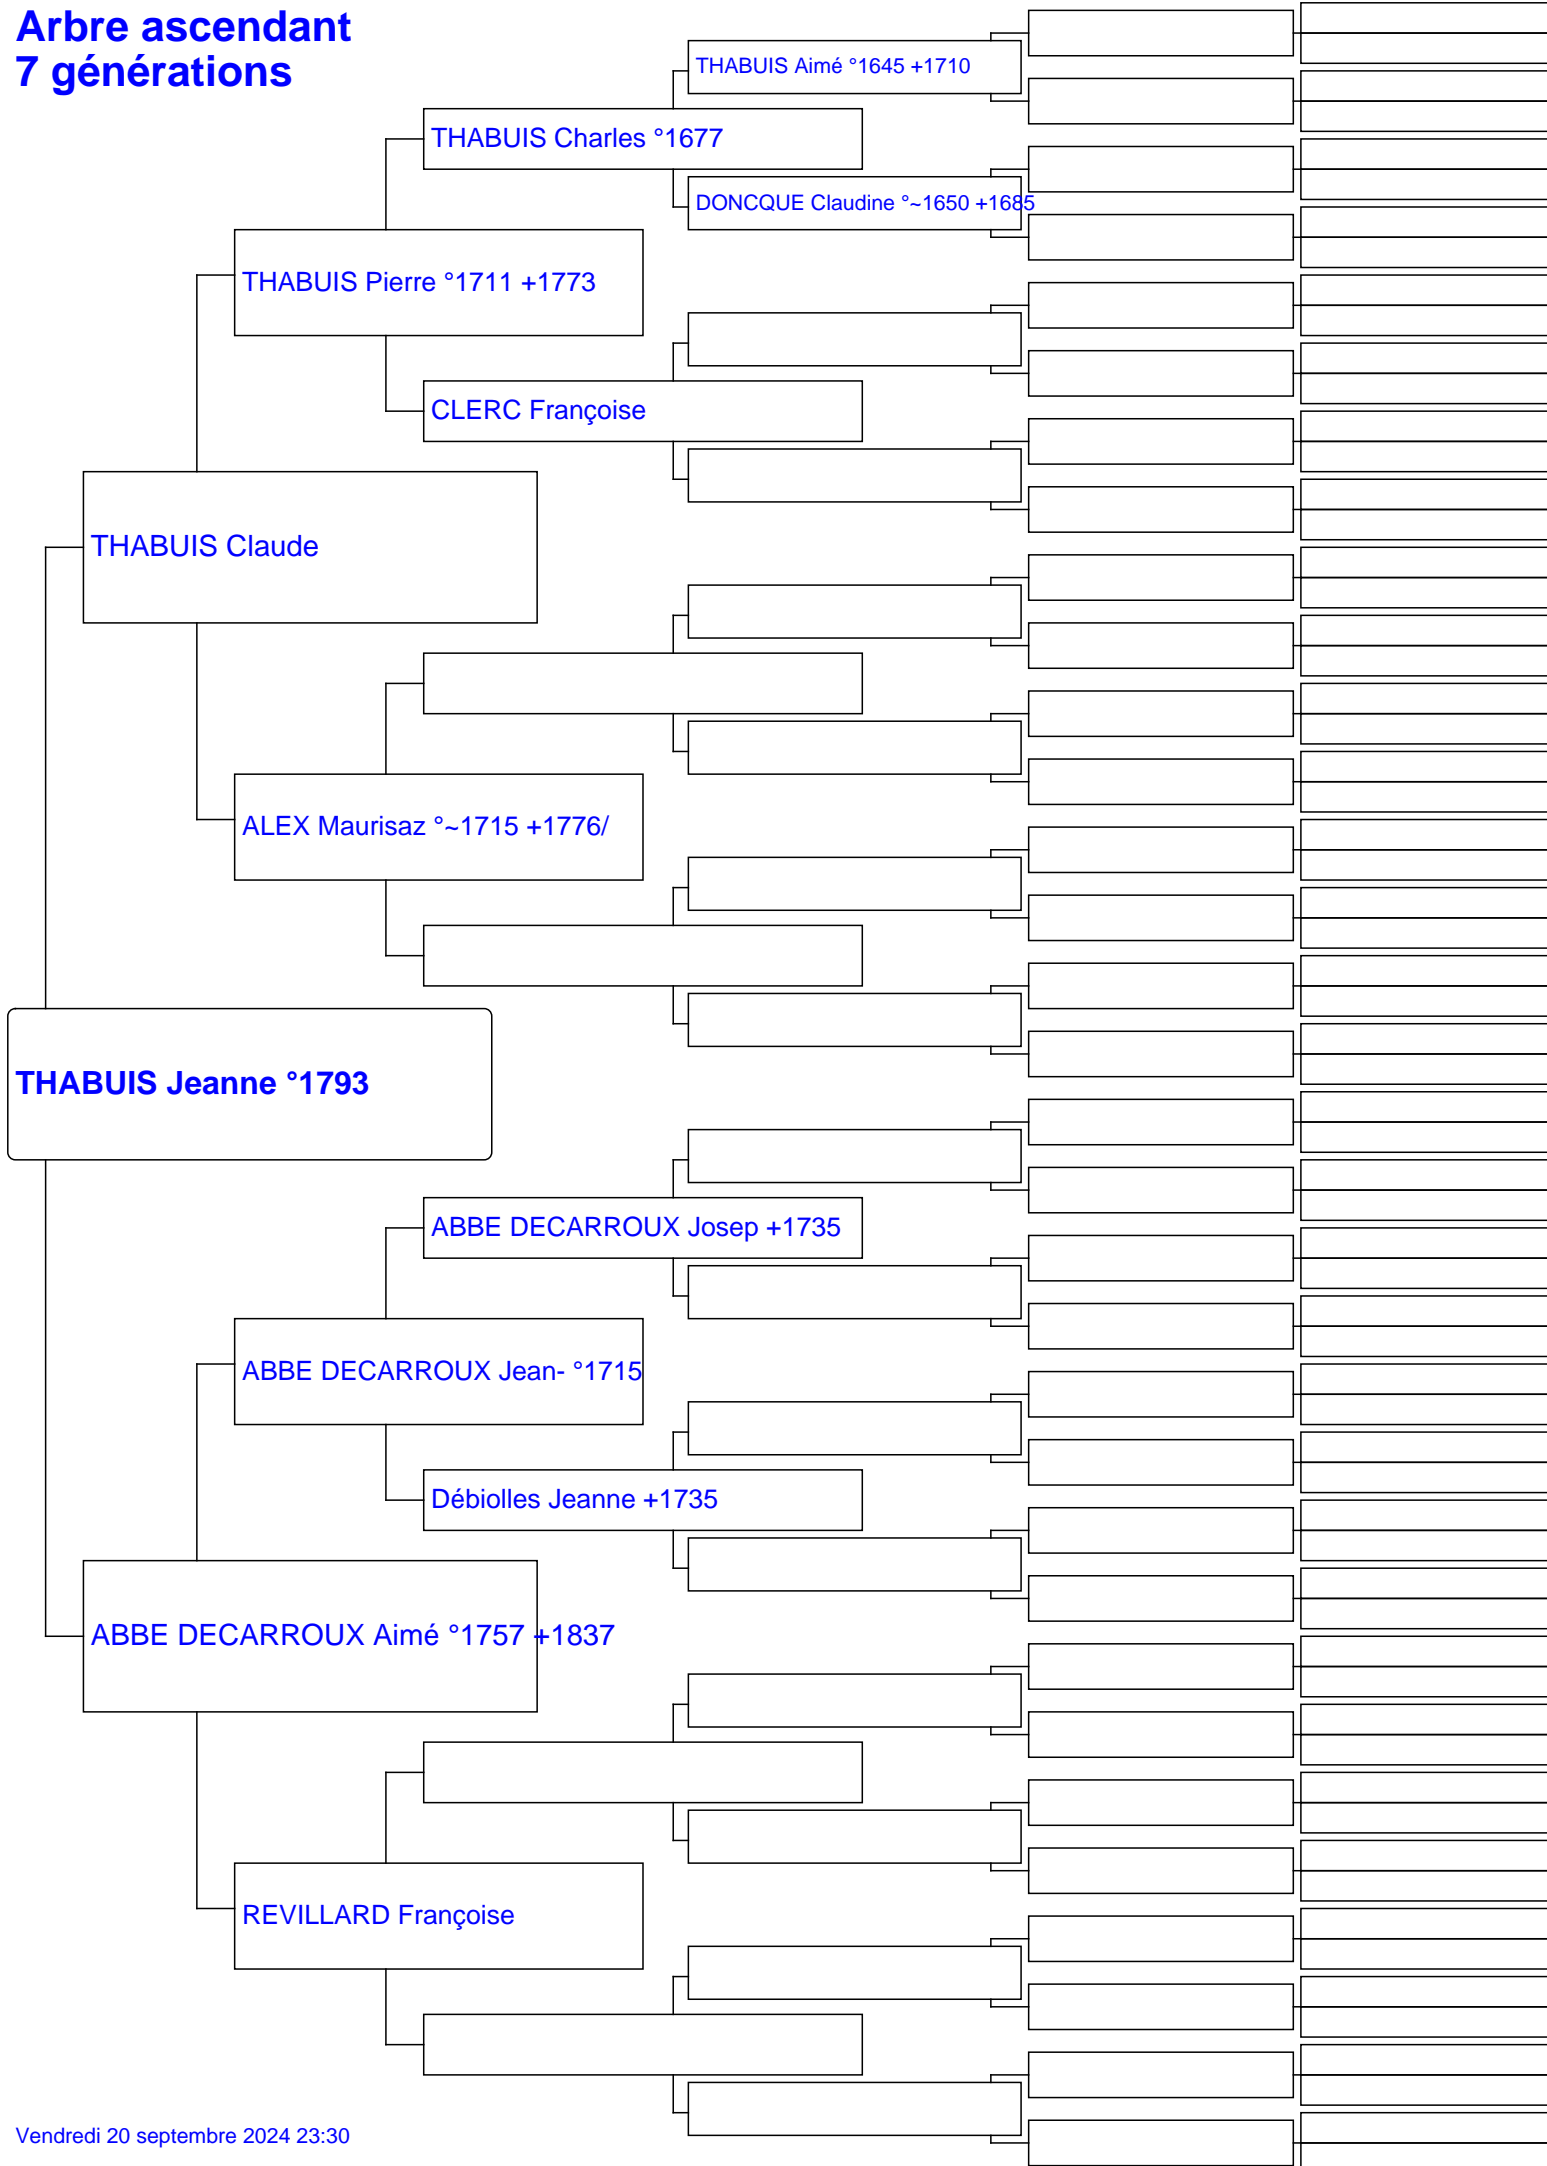 Arbre ascendant
7 générations
THABUIS Aimé °1645 +1710
THABUIS Charles °1677
DONCQUE Claudine °~1650 +1685
THABUIS Pierre °1711 +1773
CLERC Françoise
THABUIS Claude
ALEX Maurisaz °~1715 +1776/
THABUIS Jeanne °1793
ABBE DECARROUX Josep +1735
ABBE DECARROUX Jean- °1715
Débiolles Jeanne +1735
ABBE DECARROUX Aimé °1757 +1837
REVILLARD Françoise
Vendredi 20 septembre 2024 23:30